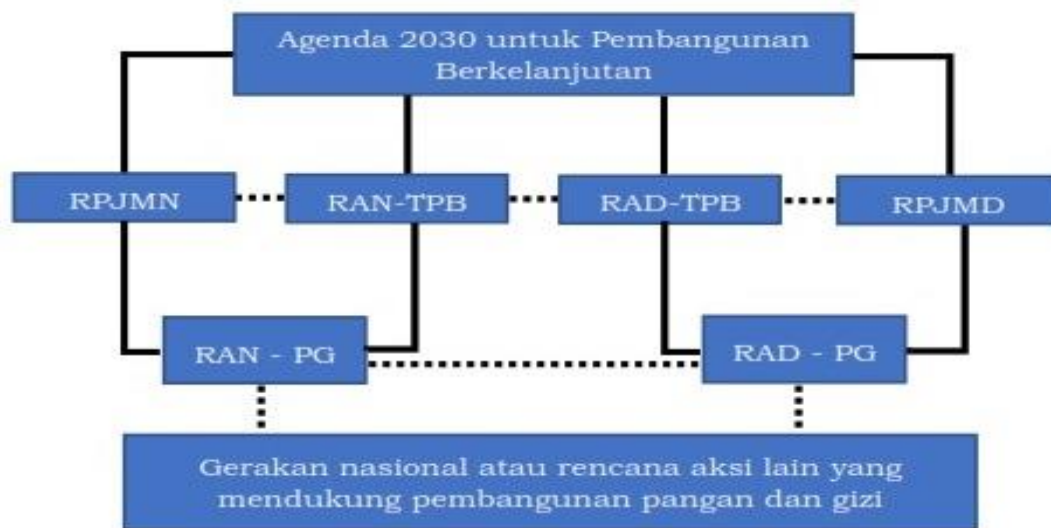 Agenda 2030 untuk Pembangunan
Berkelanjutan
RPJMN
RAN-TPB
RAD-TPB
RPJMD
RAN - PG
RAD - PG
Gerakan nasional atau rencana aksi lain yang
mendukung pembangunan pangan dan gizi